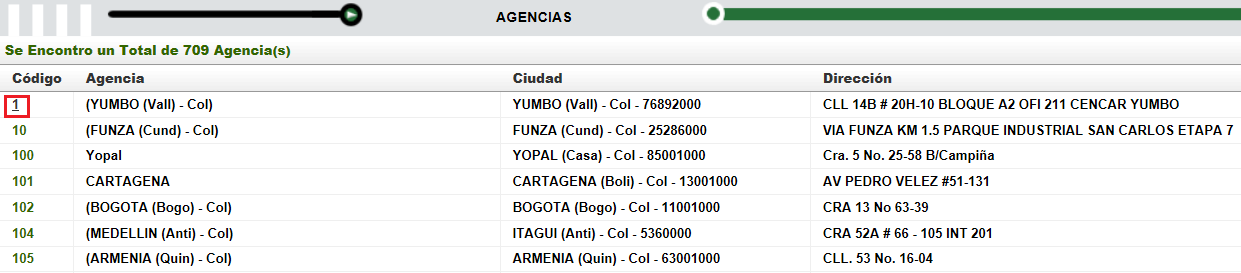 AGENCIAS
Se Encontro un Total de 709 Agencia(s)
Código Agencia Ciudad Dirección
1 (YUMBO (Vall) - Col) YUMBO (Vall) - Col - 76892000 CLL 14B # 20H-10 BLOQUE A2 OFI 211 CENCAR YUMBO
10 (FUNZA (Cund) - Col) FUNZA (Cund) - Col - 25286000 VIA FUNZA KM 1.5 PARQUE INDUSTRIAL SAN CARLOS ETAPA 7
100 Yopal YOPAL (Casa) - Col - 85001000 Cra. 5 No. 25-58 B/Campiña
101 CARTAGENA CARTAGENA (Boli) - Col - 13001000 AV PEDRO VELEZ #51-131
102 (BOGOTA (Bogo) - Col) BOGOTA (Bogo) - Col - 11001000 CRA 13 No 63-39
104 (MEDELLIN (Anti) - Col) ITAGUI (Anti) - Col - 5360000 CRA 52A # 66 - 105 INT 201
105 (ARMENIA (Quin) - Col) ARMENIA (Quin) - Col - 63001000 CLL. 53 No. 16-04